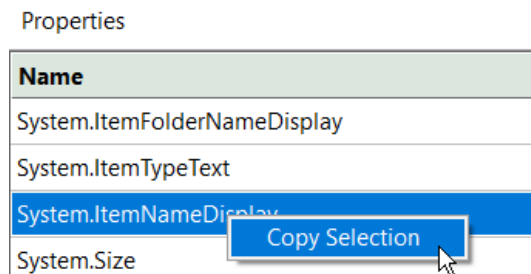 Properties
Name
System.ItemFolderNameDisplay
System.ItemTypeText
System.ItemNameDisplay
Copy Selection
System.Size